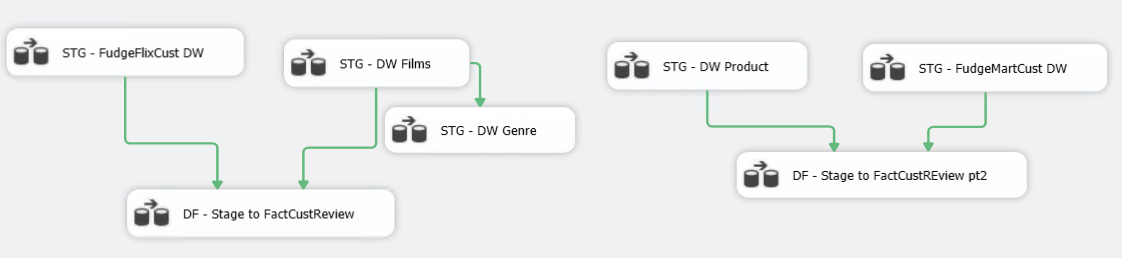 STG - FudgeFlixCust DW
STG - DW Films
STG - DW Genre
DF - Stage to FactCustReview
STG - DW Product
STG - FudgeMartCust DW
DF - Stage to FactCustREview pt2